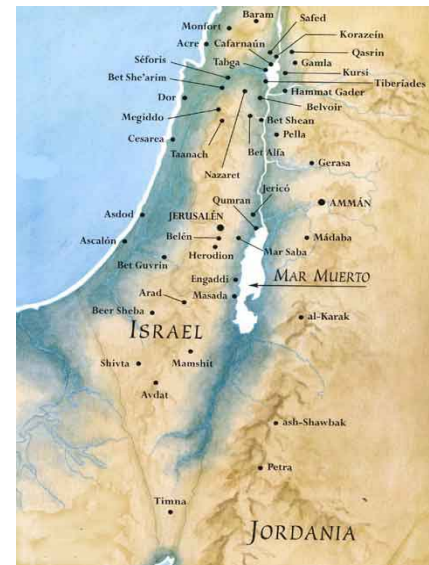 Baram
Safed
Monfort
Korazeín
Acre
Cafarnaún
Qasrin
Séforis
Tabga
Gamla
Bet She'arim
Kursi
Tiberíades
Dor
Hammat Gader
Belvoir
Megiddo
Bet Shean
Cesarea
Pella
Taanach
Bet Alfa
Nazaret
Gerasa
Jericó
Qumran
AMMÁN
Asdod
JERUSALÉN
Ascalón
Belén
Mar Saba
Mádaba
Herodion
Bet Guvrin
Engaddi
MAR MUERTO
Arad
Masada
Beer Sheba
al-Karak
ISRAEL
Shivta
Mamshit
Avdat
ash-Shawbak
Petra
Timna
JORDANIA